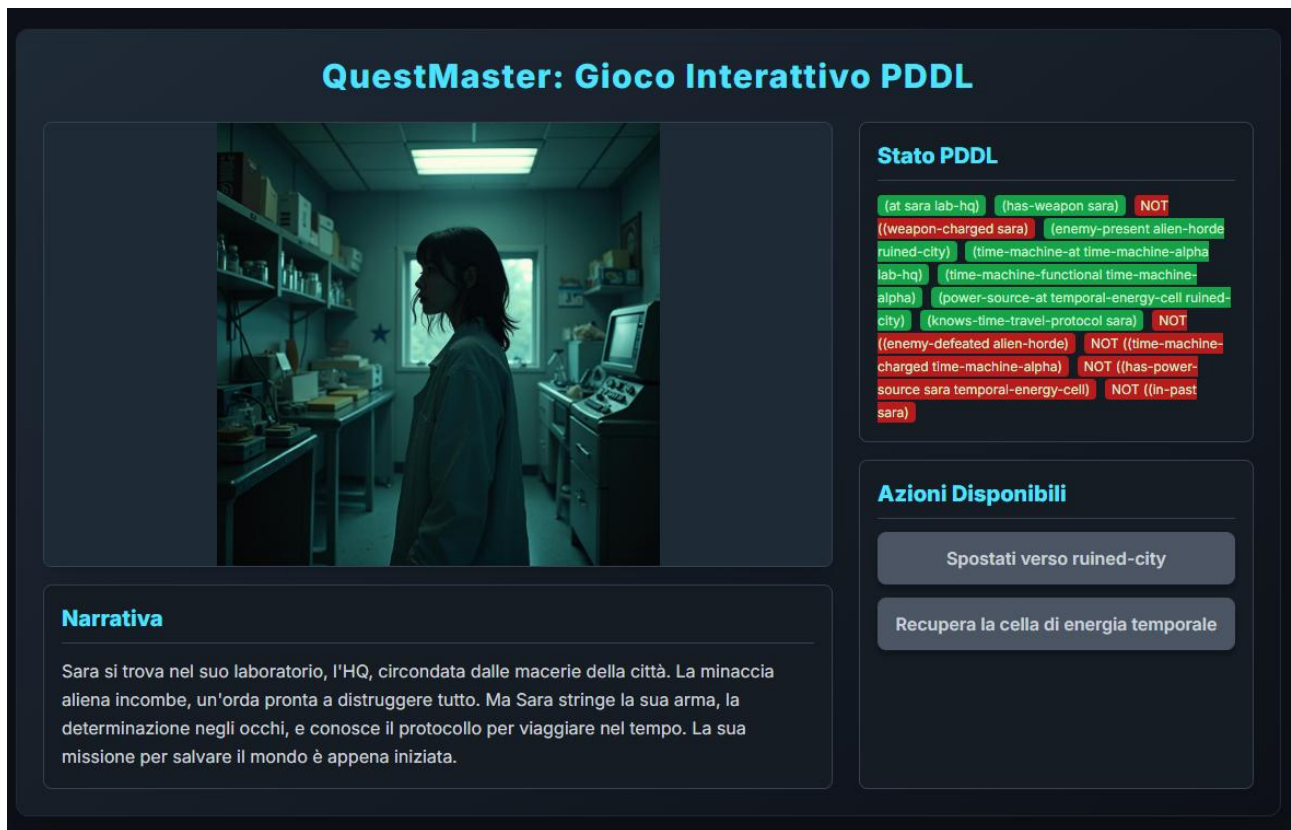 QuestMaster: Gioco Interattivo PDDL
Narrativa
Sara si trova nel suo laboratorio, l'HQ, circondata dalle macerie della città. La minaccia
aliena incombe, un'orda pronta a distruggere tutto. Ma Sara stringe la sua arma, la
determinazione negli occhi, e conosce il protocollo per viaggiare nel tempo. La sua
missione per salvare il mondo è appena iniziata.
Stato PDDL
(at sara lab-hq) (has-weapon sara) NOT
((weapon-charged sara) (enemy-present alien-horde
ruined-city) (time-machine-at time-machine-alpha
lab-hq) (time-machine-functional time-machine-
alpha) (power-source-at temporal-energy-cell ruined-
city) (knows-time-travel-protocol sara) NOT
((enemy-defeated alien-horde) NOT ((time-machine-
charged time-machine-alpha) NOT ((has-power-
source sara temporal-energy-cell) NOT ((in-past
sara)
Azioni Disponibili
Spostati verso ruined-city
Recupera la cella di energia temporale